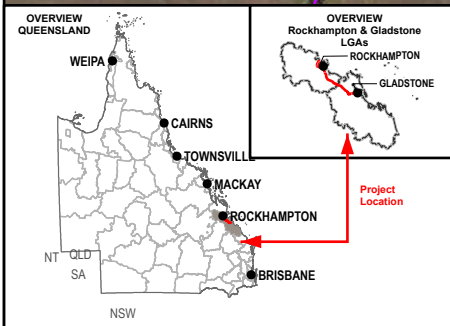 OVERVIEW
QUEENSLAND
WEIPA
CAIRNS
TOWNSVILLE
MACKAY
ROCKHAMPTON
BRISBANE
NT
QLD
SA
NSW
OVERVIEW
Rockhampton & Gladstone
LGAs
ROCKHAMPTON
GLADSTONE
Project
Location